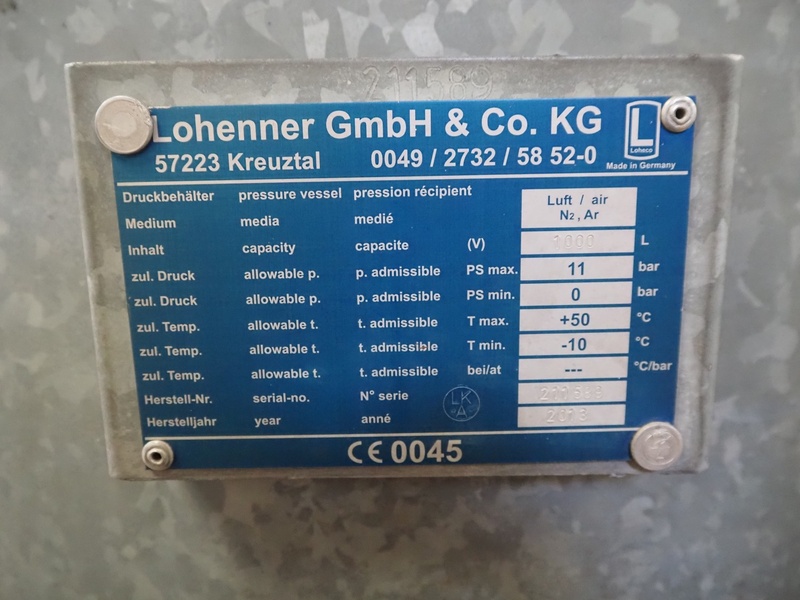 211589
Lohenner GmbH & Co. KG
57223 Kreuztal 0049 / 2732 / 58 52-0
L
Loheco
Made in Germany
Druckbehälter pressure vessel pression récipient
Luft / air
N2 , Ar
Medium media medié
Inhalt capacity capacite (V) 1000 L
zul. Druck allowable p. p. admissible PS max. 11 bar
zul. Druck allowable p. p. admissible PS min. 0 bar
zul. Temp. allowable t. t. admissible T max. +50 °C
zul. Temp. allowable t. t. admissible T min. -10 °C
zul. Temp. allowable t. t. admissible bei/at --- °C/bar
Herstell-Nr. serial-no. N° serie 211589
LK
A
Herstelljahr year anné 2013
CE 0045